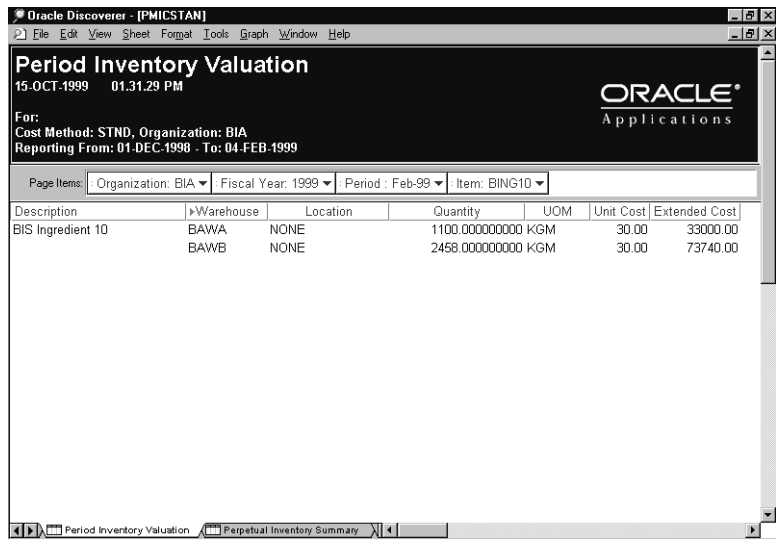 Oracle Discoverer - [PMICSTAN]
File Edit View Sheet Format Tools Graph Window Help
Period Inventory Valuation
15-OCT-1999 01.31.29 PM
ORACLE®
Applications
For:
Cost Method: STND, Organization: BIA
Reporting From: 01-DEC-1998 - To: 04-FEB-1999
Page Items: Organization: BIA Fiscal Year: 1999 Period : Feb-99 Item: BING10
Description Warehouse Location Quantity UOM Unit Cost Extended Cost
BIS Ingredient 10 BAWA NONE 1100.000000000 KGM 30.00 33000.00
BAWB NONE 2458.000000000 KGM 30.00 73740.00
Period Inventory Valuation Perpetual Inventory Summary